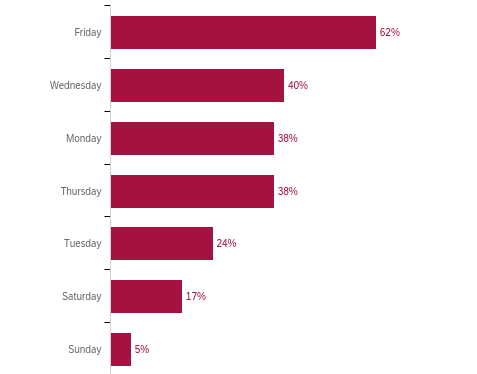 Friday 62%
Wednesday 40%
Monday 38%
Thursday 38%
Tuesday 24%
Saturday 17%
Sunday 5%